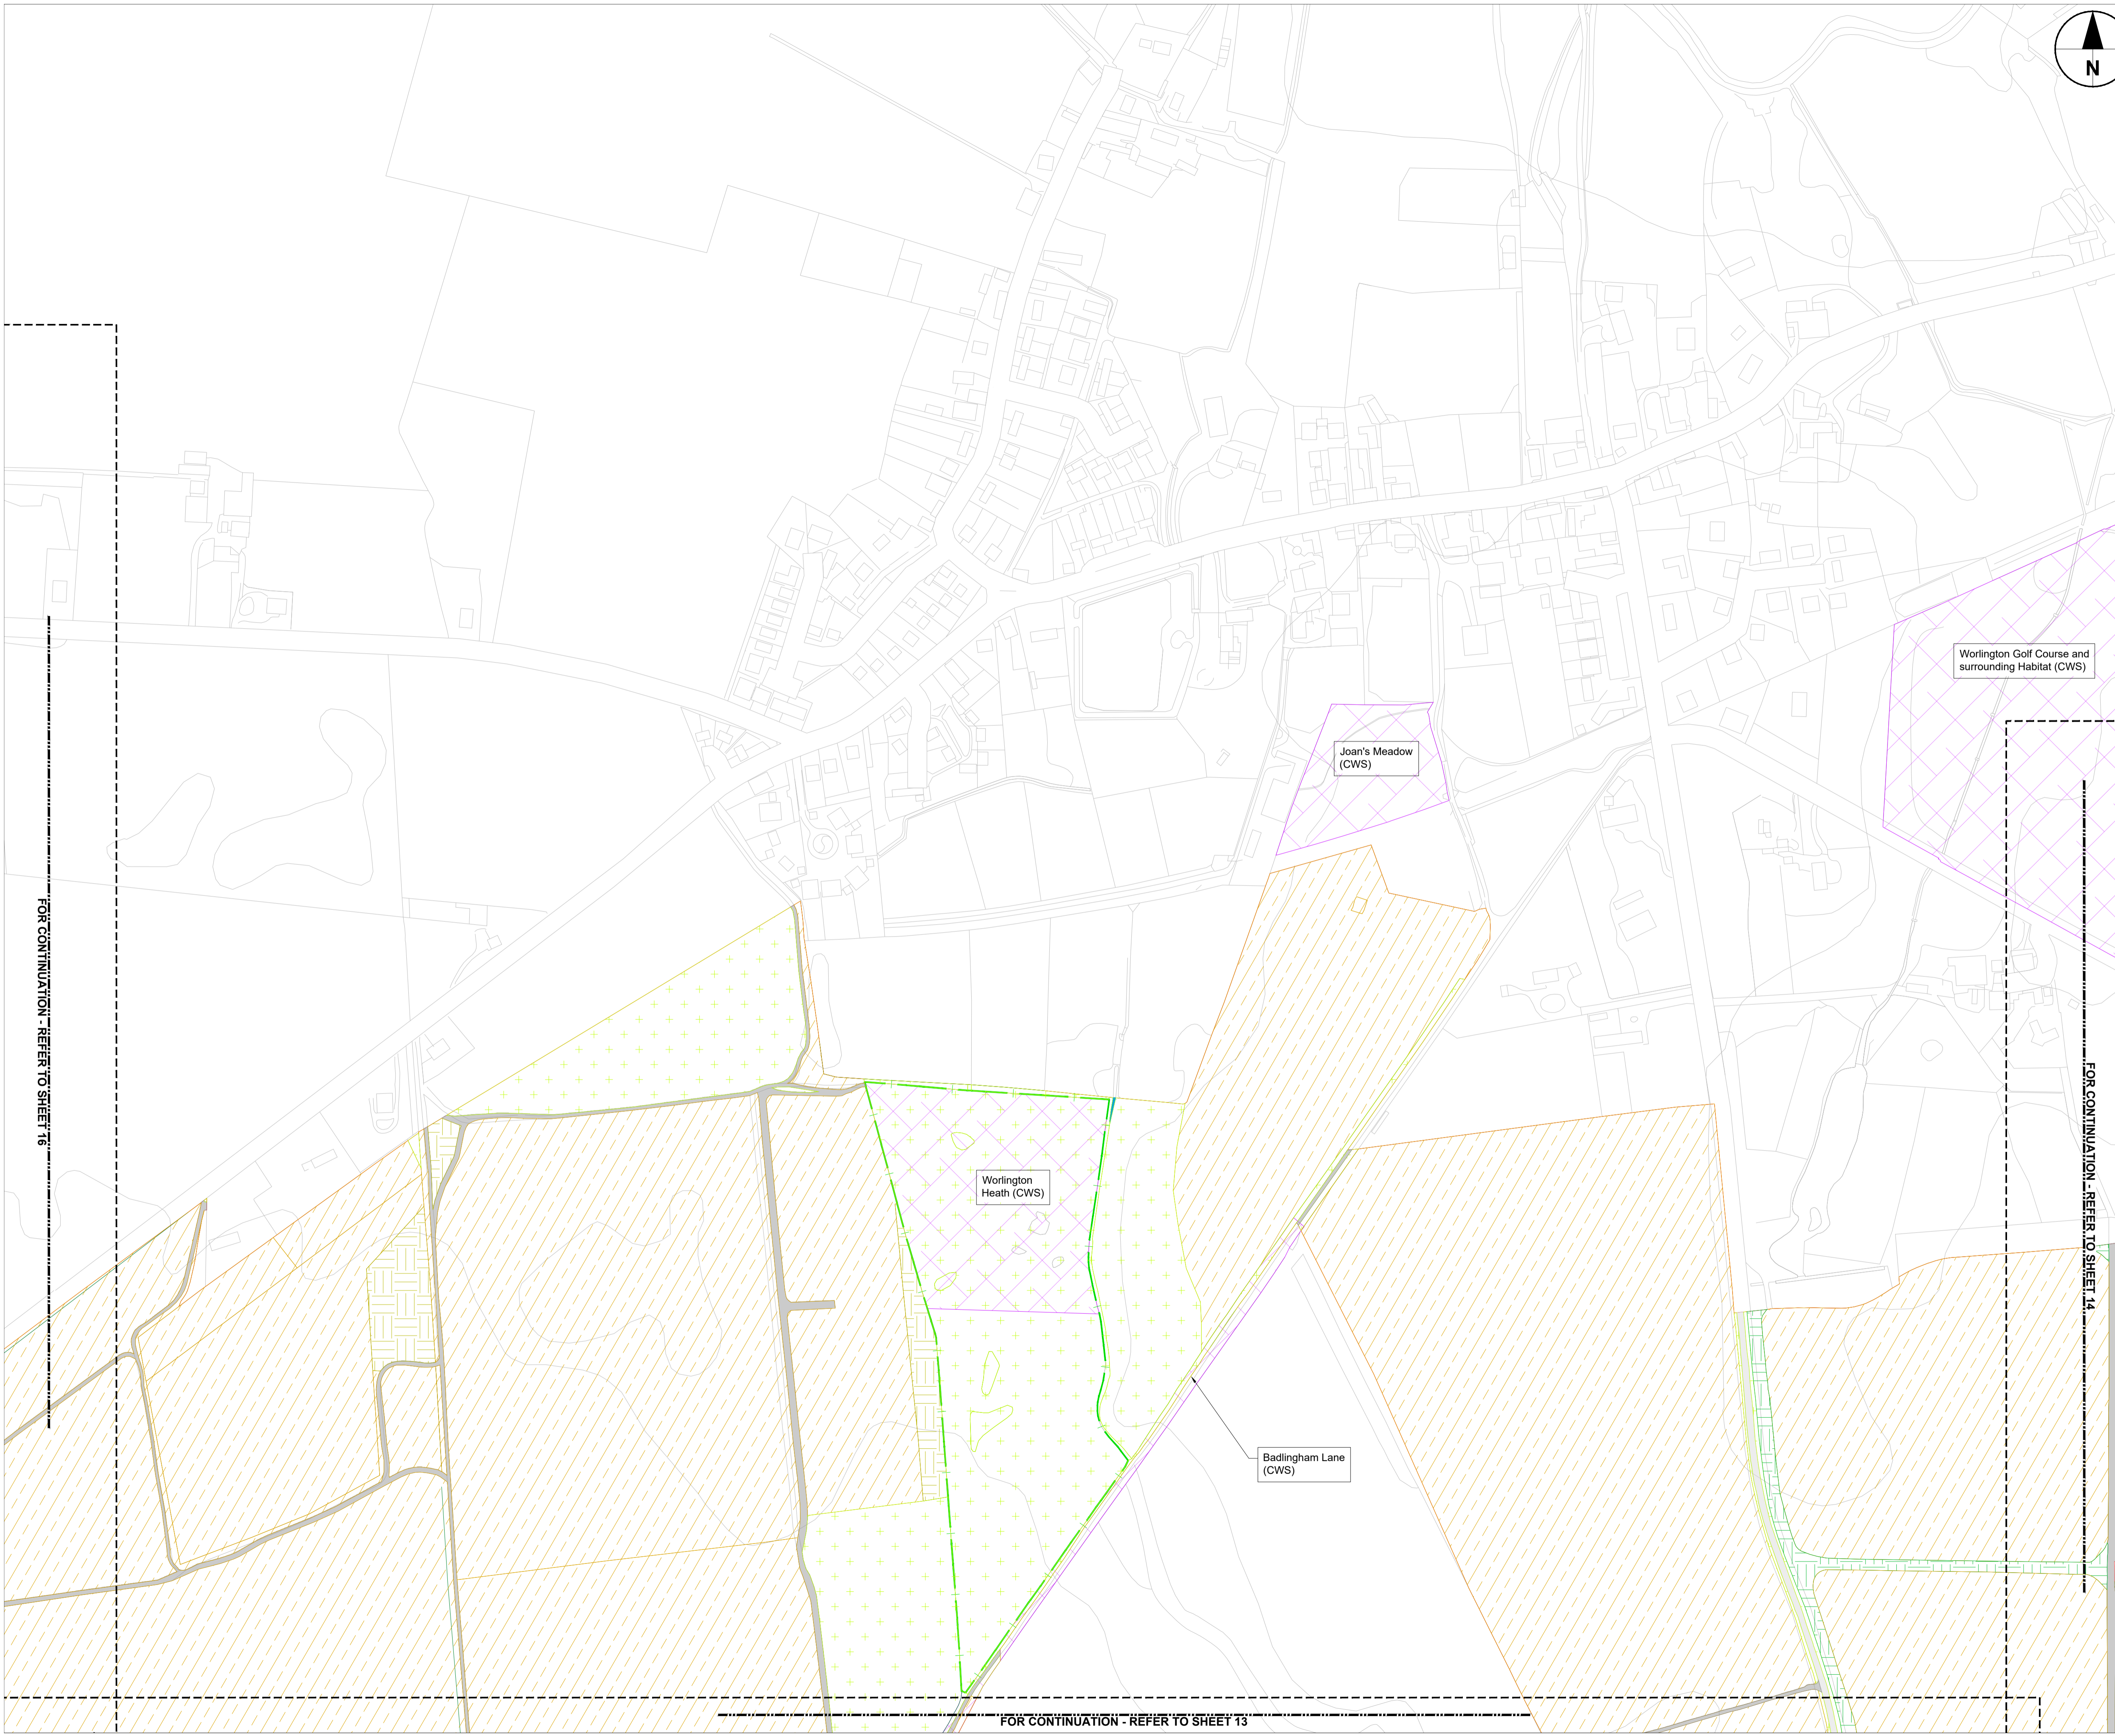 N
Worlington Golf Course and
surrounding Habitat (CWS)
Joan's Meadow
(CWS)
FOR CONTINUATION - REFER TO SHEET 16
Worlington
Heath (CWS)
FOR CONTINUATION - REFER TO SHEET 14
Badlingham Lane
(CWS)
FOR CONTINUATION - REFER TO SHEET 13